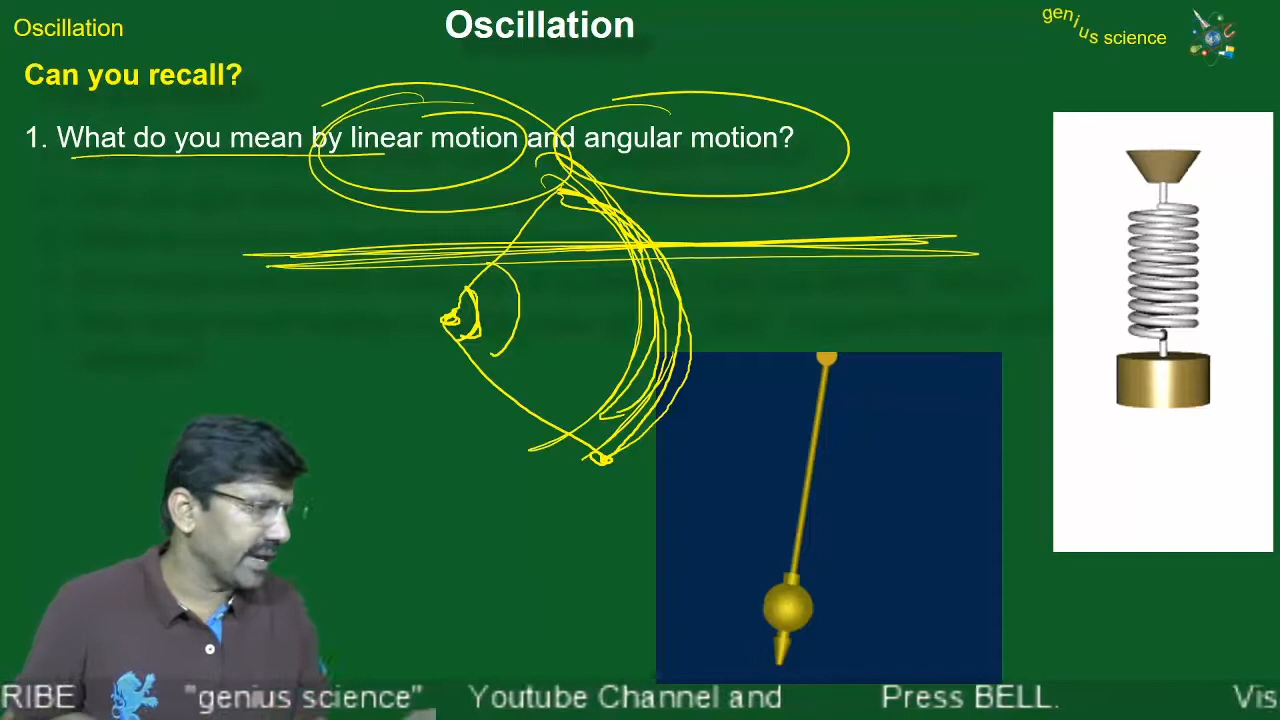 Oscillation
Oscillation
genius science
Can you recall?
1. What do you mean by linear motion and angular motion?
RIBE "genius science" Youtube Channel and Press BELL. Vis